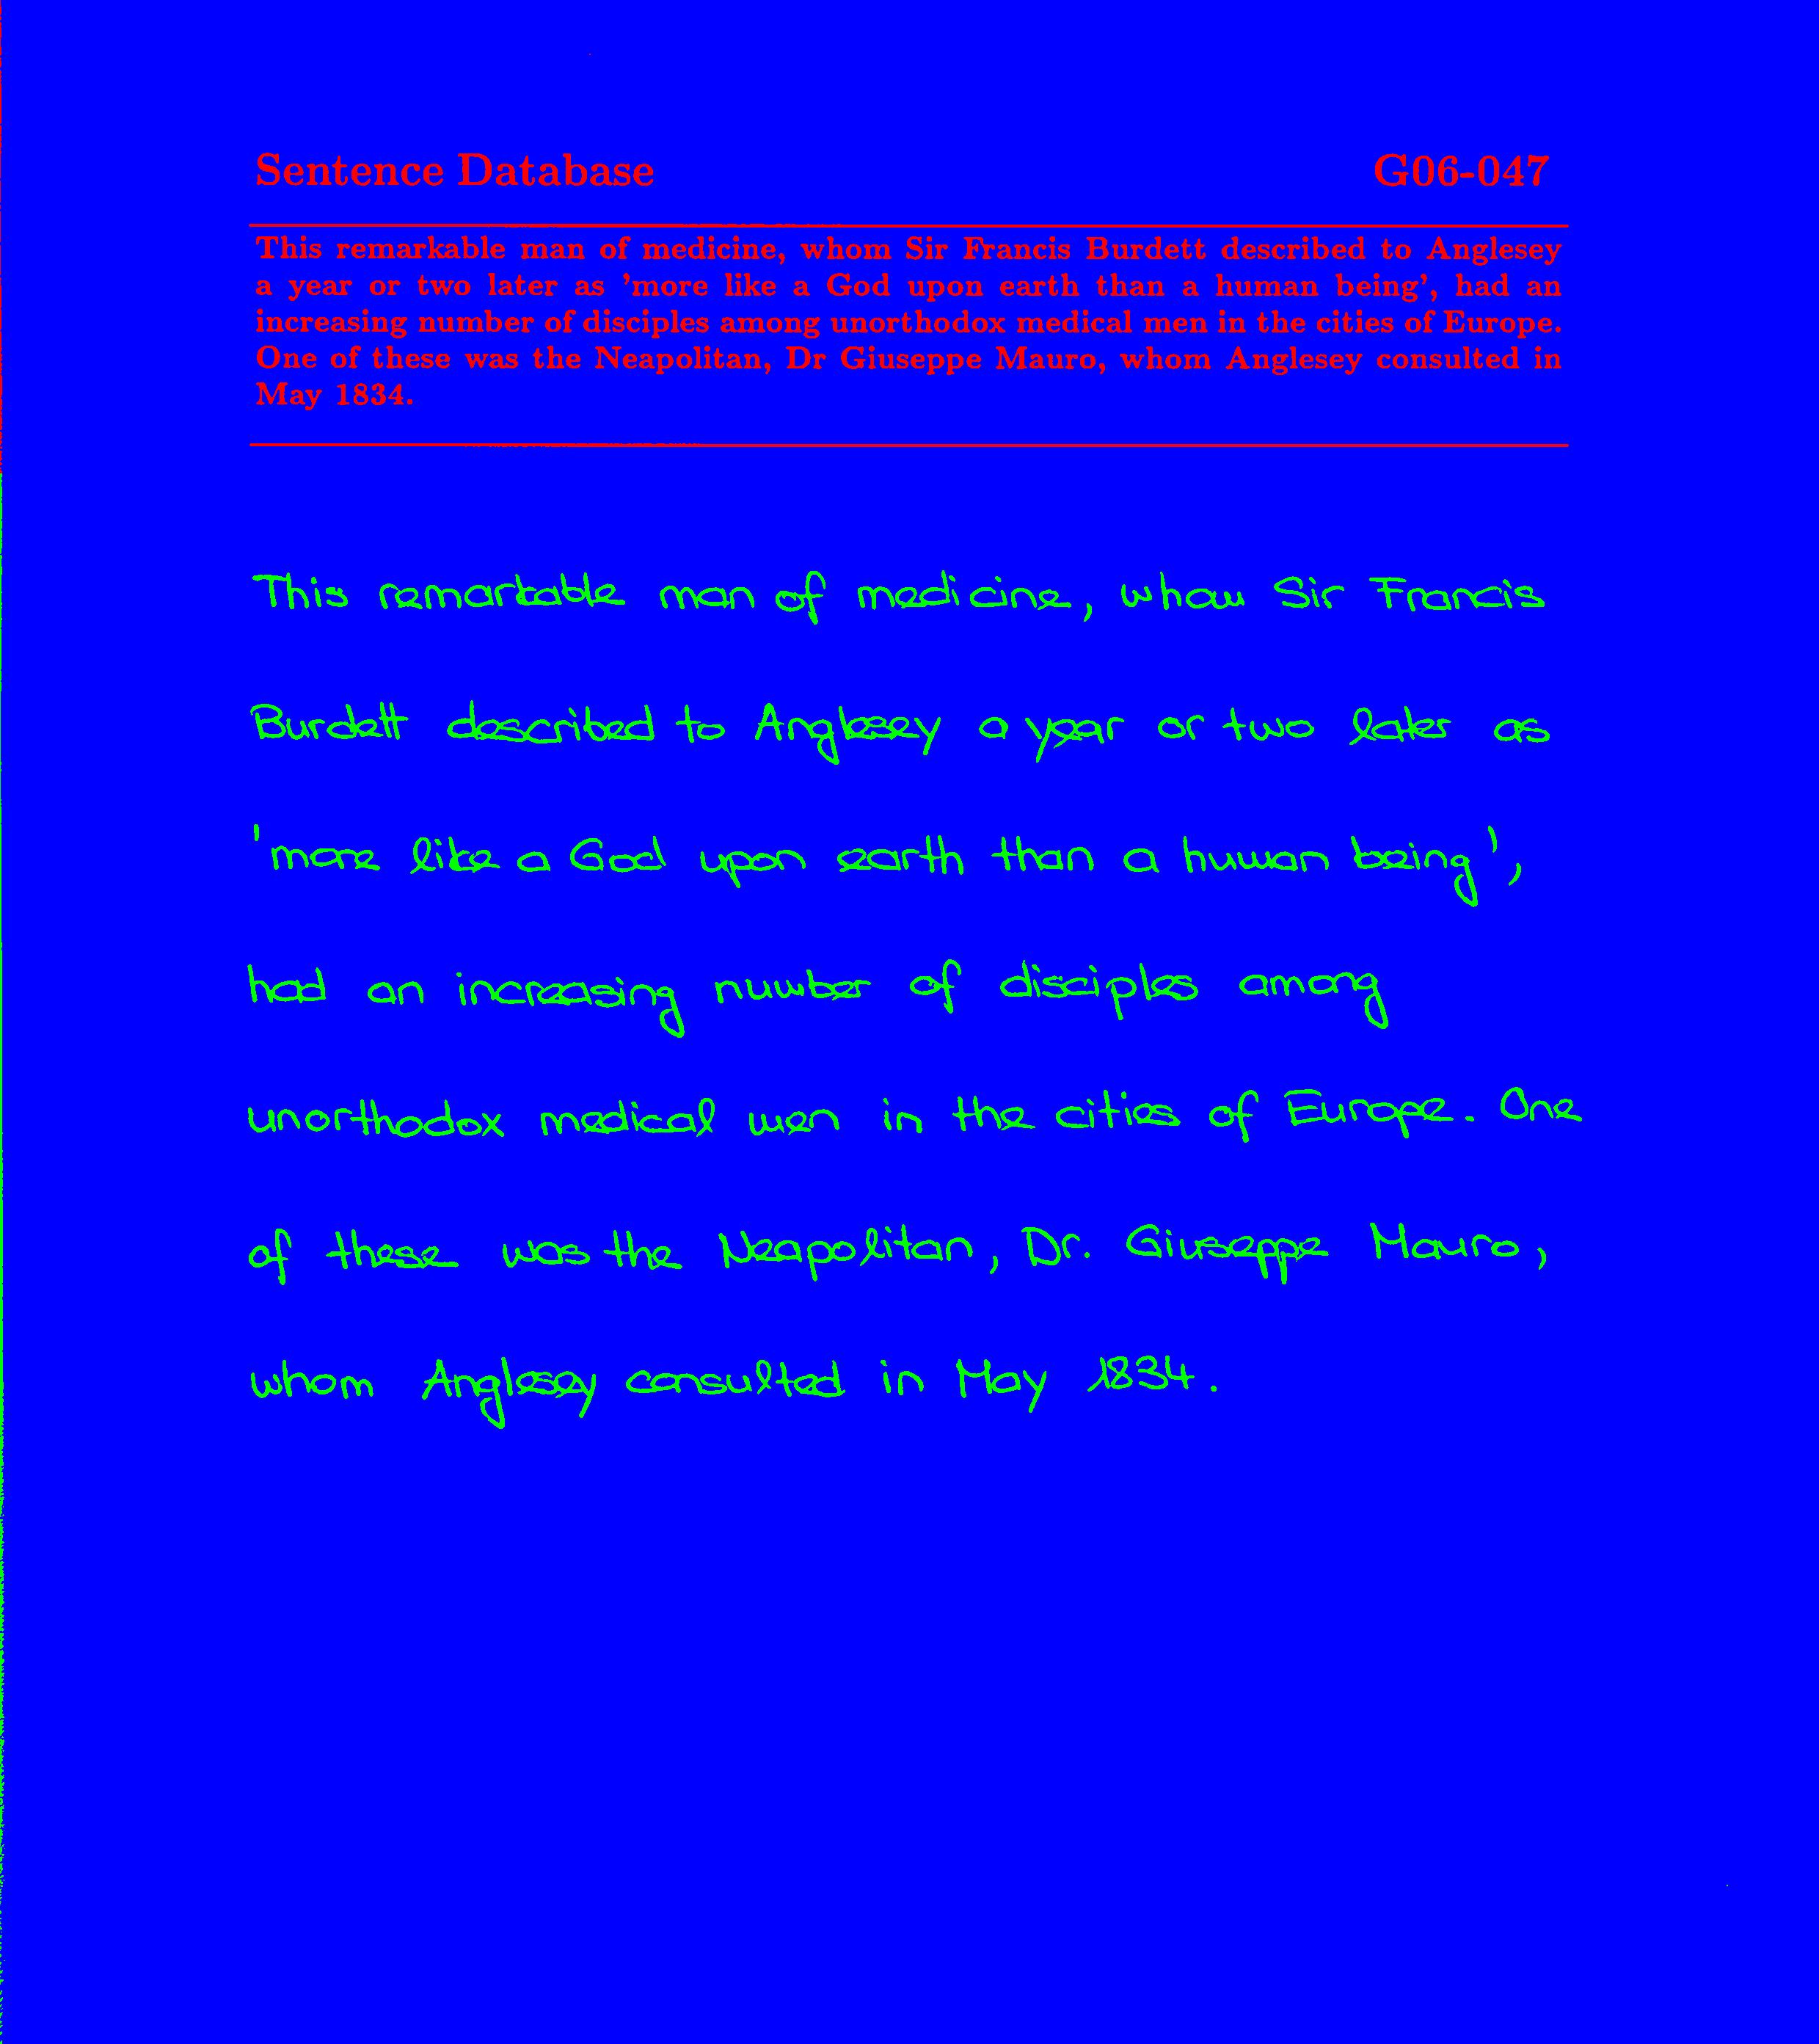 Sentence Database G06-047
This remarkable man of medicine, whom Sir Francis Burdett described to Anglesey
a year or two later as 'more like a God upon earth than a human being', had an
increasing number of disciples among unorthodox medical men in the cities of Europe.
One of these was the Neapolitan, Dr Giuseppe Mauro, whom Anglesey consulted in
May 1834.
This remarkable man of medicine, whom Sir Francis
Burdett described to Anglesey a year or two later as
'more like a God upon earth than a human being',
had an increasing number of disciples among
unorthodox medical men in the cities of Europe. One
of these was the Neapolitan, Dr. Giuseppe Mauro,
whom Anglesey consulted in May 1834.